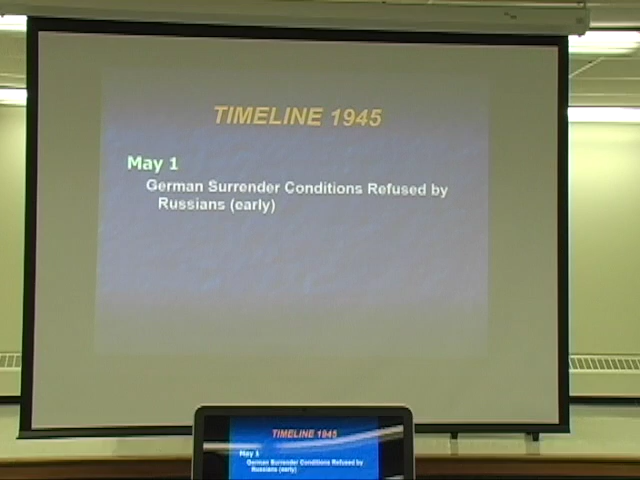 TIMELINE 1945
May 1
German Surrender Conditions Refused by
Russians (early)
TIMELINE 1945
May 1
German Surrender Conditions Refused by
Russians (early)